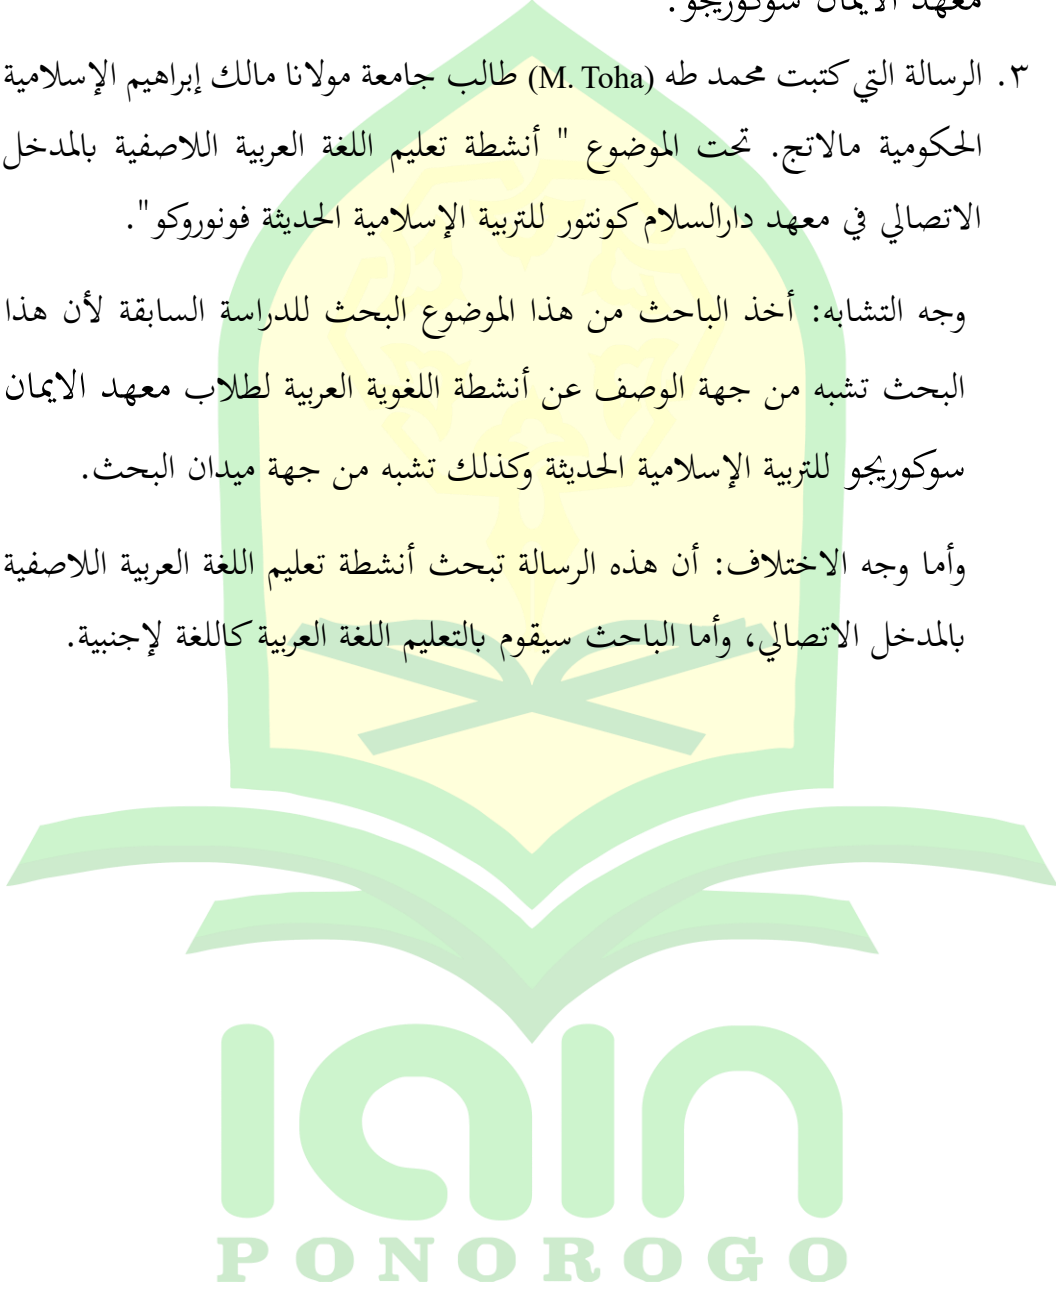 معهد الايمان سوكوريجو.
٣. الرسالة التي كتبت محمد طه (M. Toha) طالب جامعة مولانا مالك إبراهيم الإسلامية
الحكومية مالاتج. تحت الموضوع " أنشطة تعليم اللغة العربية اللاصفية بالمدخل
الاتصالي في معهد دارالسلام كونتور للتربية الإسلامية الحديثة فونوروكو".
وجه التشابه: أخذ الباحث من هذا الموضوع البحث للدراسة السابقة لأن هذا
البحث تشبه من جهة الوصف عن أنشطة اللغوية العربية لطلاب معهد الايمان
سوكوريجو للتربية الإسلامية الحديثة وكذلك تشبه من جهة ميدان البحث.
وأما وجه الاختلاف: أن هذه الرسالة تبحث أنشطة تعليم اللغة العربية اللاصفية
بالمدخل الاتصالي، وأما الباحث سيقوم بالتعليم اللغة العربية كاللغة لإجنبية.
iain
PONOROGO